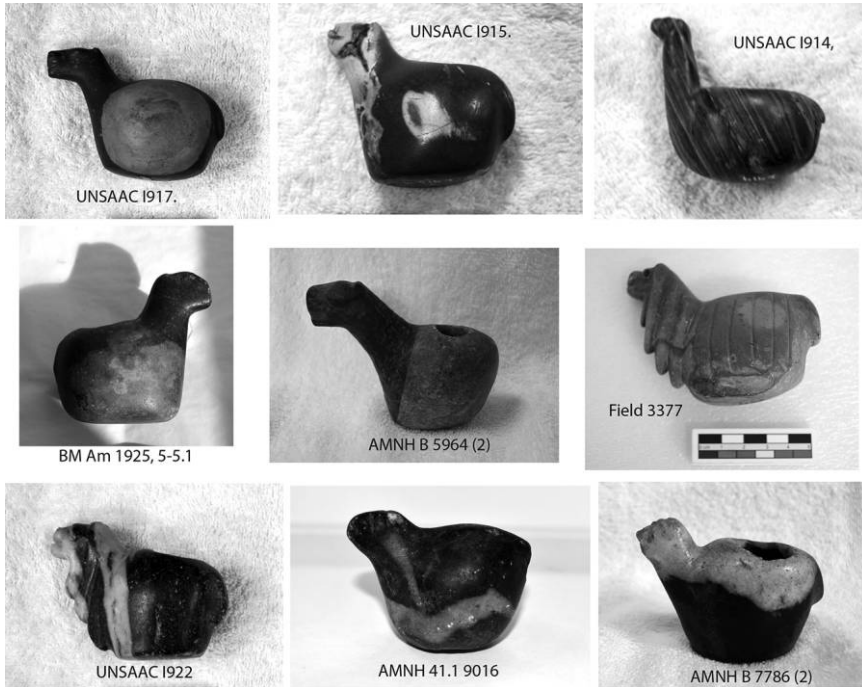 UNSAAC I917.
UNSAAC I915.
UNSAAC I914,
BM Am 1925, 5-5.1
AMNH B 5964 (2)
Field 3377
UNSAAC I922
AMNH 41.1 9016
AMNH B 7786 (2)